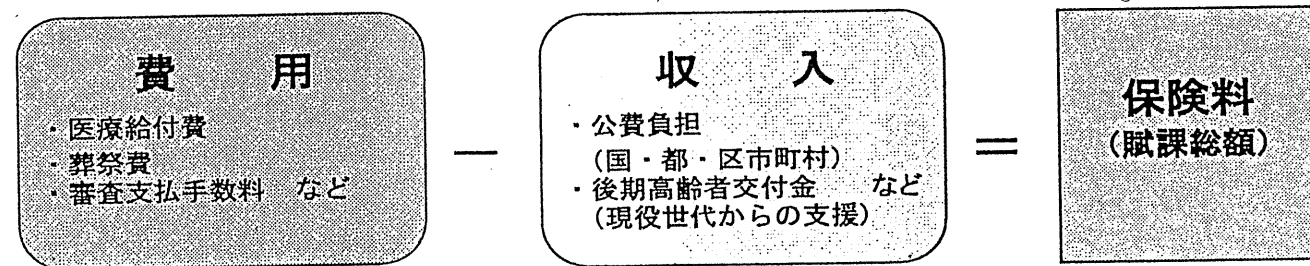 費　用
・医療給付費
・葬祭費
・審査支払手数料　など
－
収　入
・公費負担
（国・都・区市町村）
・後期高齢者交付金　など
（現役世代からの支援）
＝
保険料
（賦課総額）